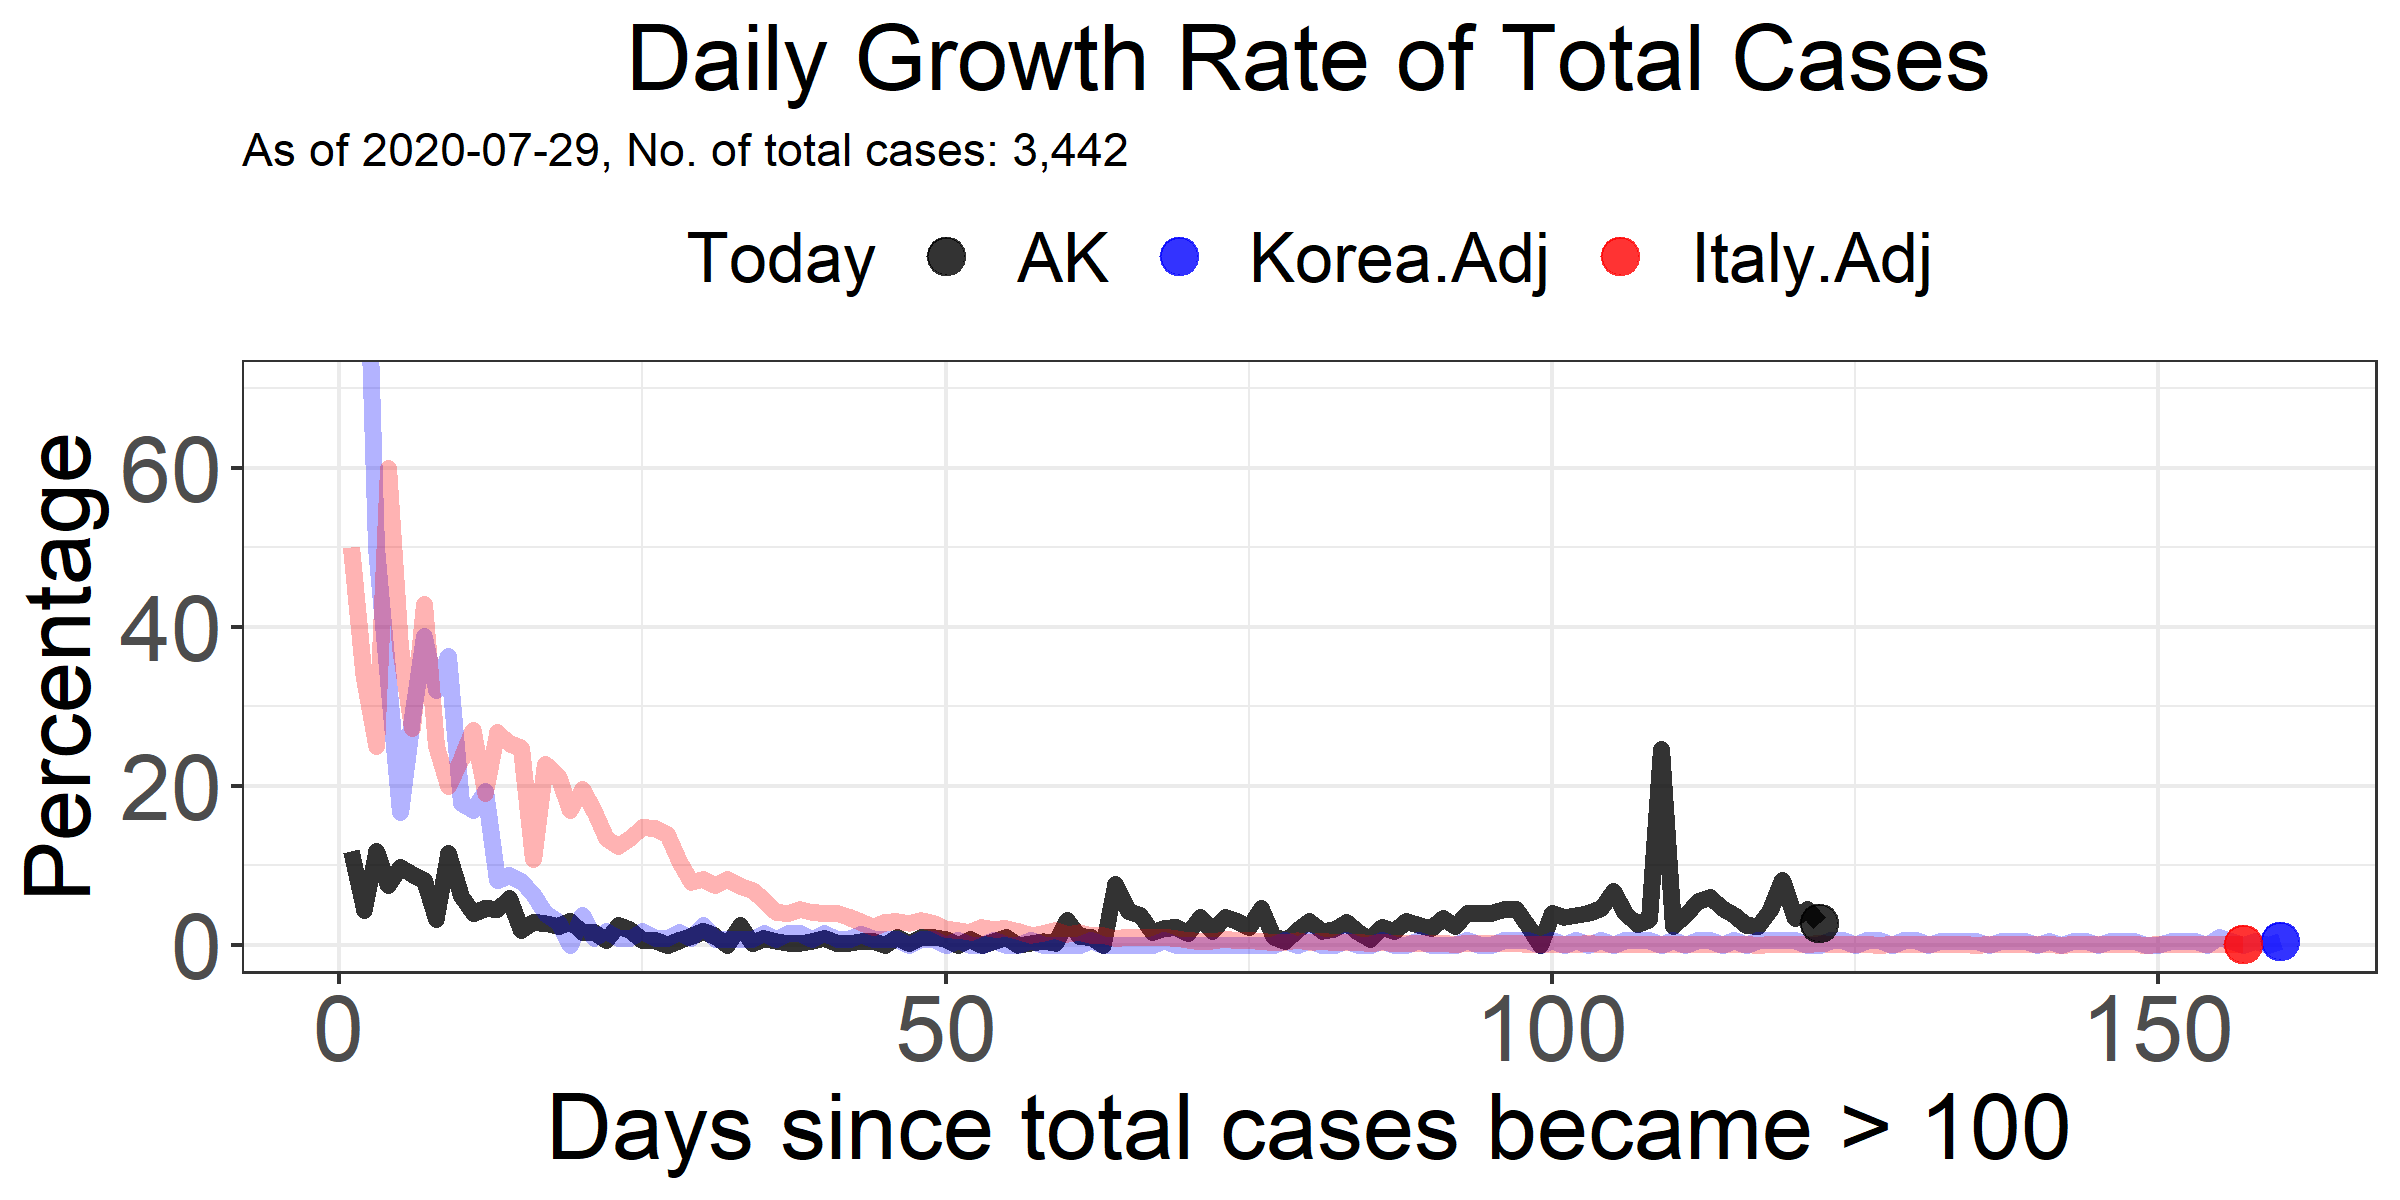 Daily Growth Rate of Total Cases
As of 2020-07-29, No. of total cases: 3,442
Today AK Korea.Adj Italy.Adj
Percentage
60
40
20
0
0 50 100 150
Days since total cases became > 100